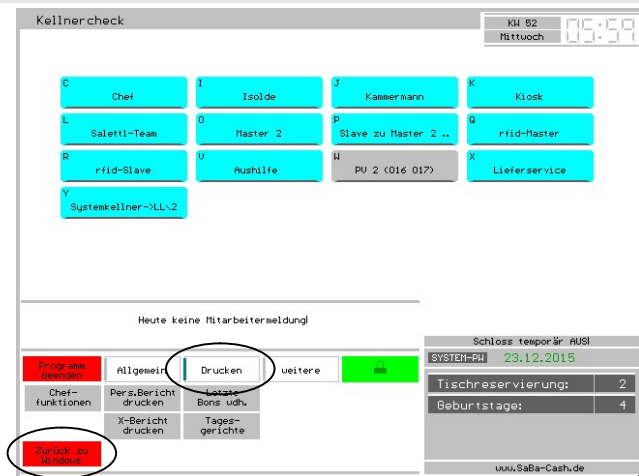 Kellnercheck
KW 52
Mittwoch
05:59
C
Chef
I
Isolde
J
Kammermann
K
Kiosk
L
Salettl-Team
O
Master 2
P
Slave zu Master 2 ..
Q
rfid-Master
R
rfid-Slave
U
Aushilfe
W
PV 2 (016 017)
X
Lieferservice
Y
Systemkellner->LL\2
Heute keine Mitarbeitermeldung!
Schloss temporär AUS!
SYSTEM-PW 23.12.2015
Programm
beenden
Allgemein
Drucken
weitere
Chef-
funktionen
Pers.Bericht
drucken
Letzte
Bons wdh.
X-Bericht
drucken
Tages-
gerichte
Zurück zu
Windows
Tischreservierung: 2
Geburtstage: 4
www.SaBa-Cash.de